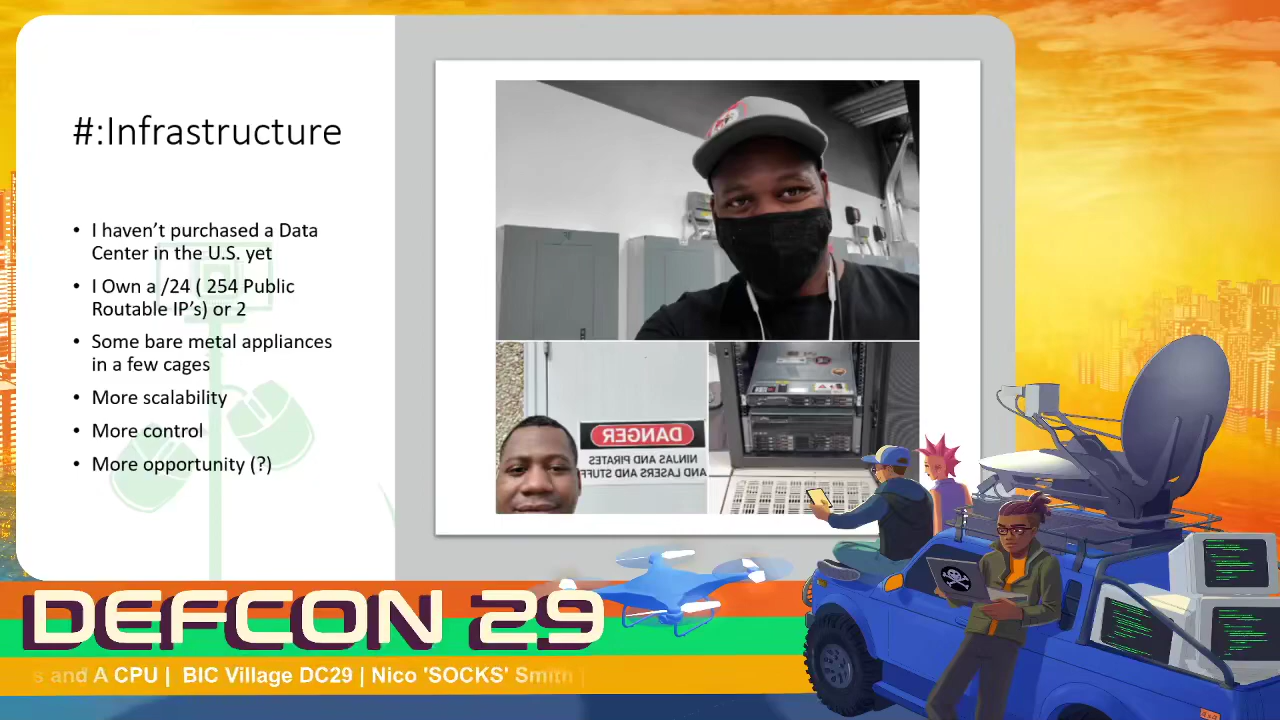 #:Infrastructure
• I haven't purchased a Data
Center in the U.S. yet
• I Own a /24 ( 254 Public
Routable IP's) or 2
• Some bare metal appliances
in a few cages
• More scalability
• More control
• More opportunity (?)
DANGER
NINJAS AND PIRATES
AND LASERS AND STUFF
DEFCON 29
s and A CPU | BIC Village DC29 | Nico 'SOCKS' Smith |